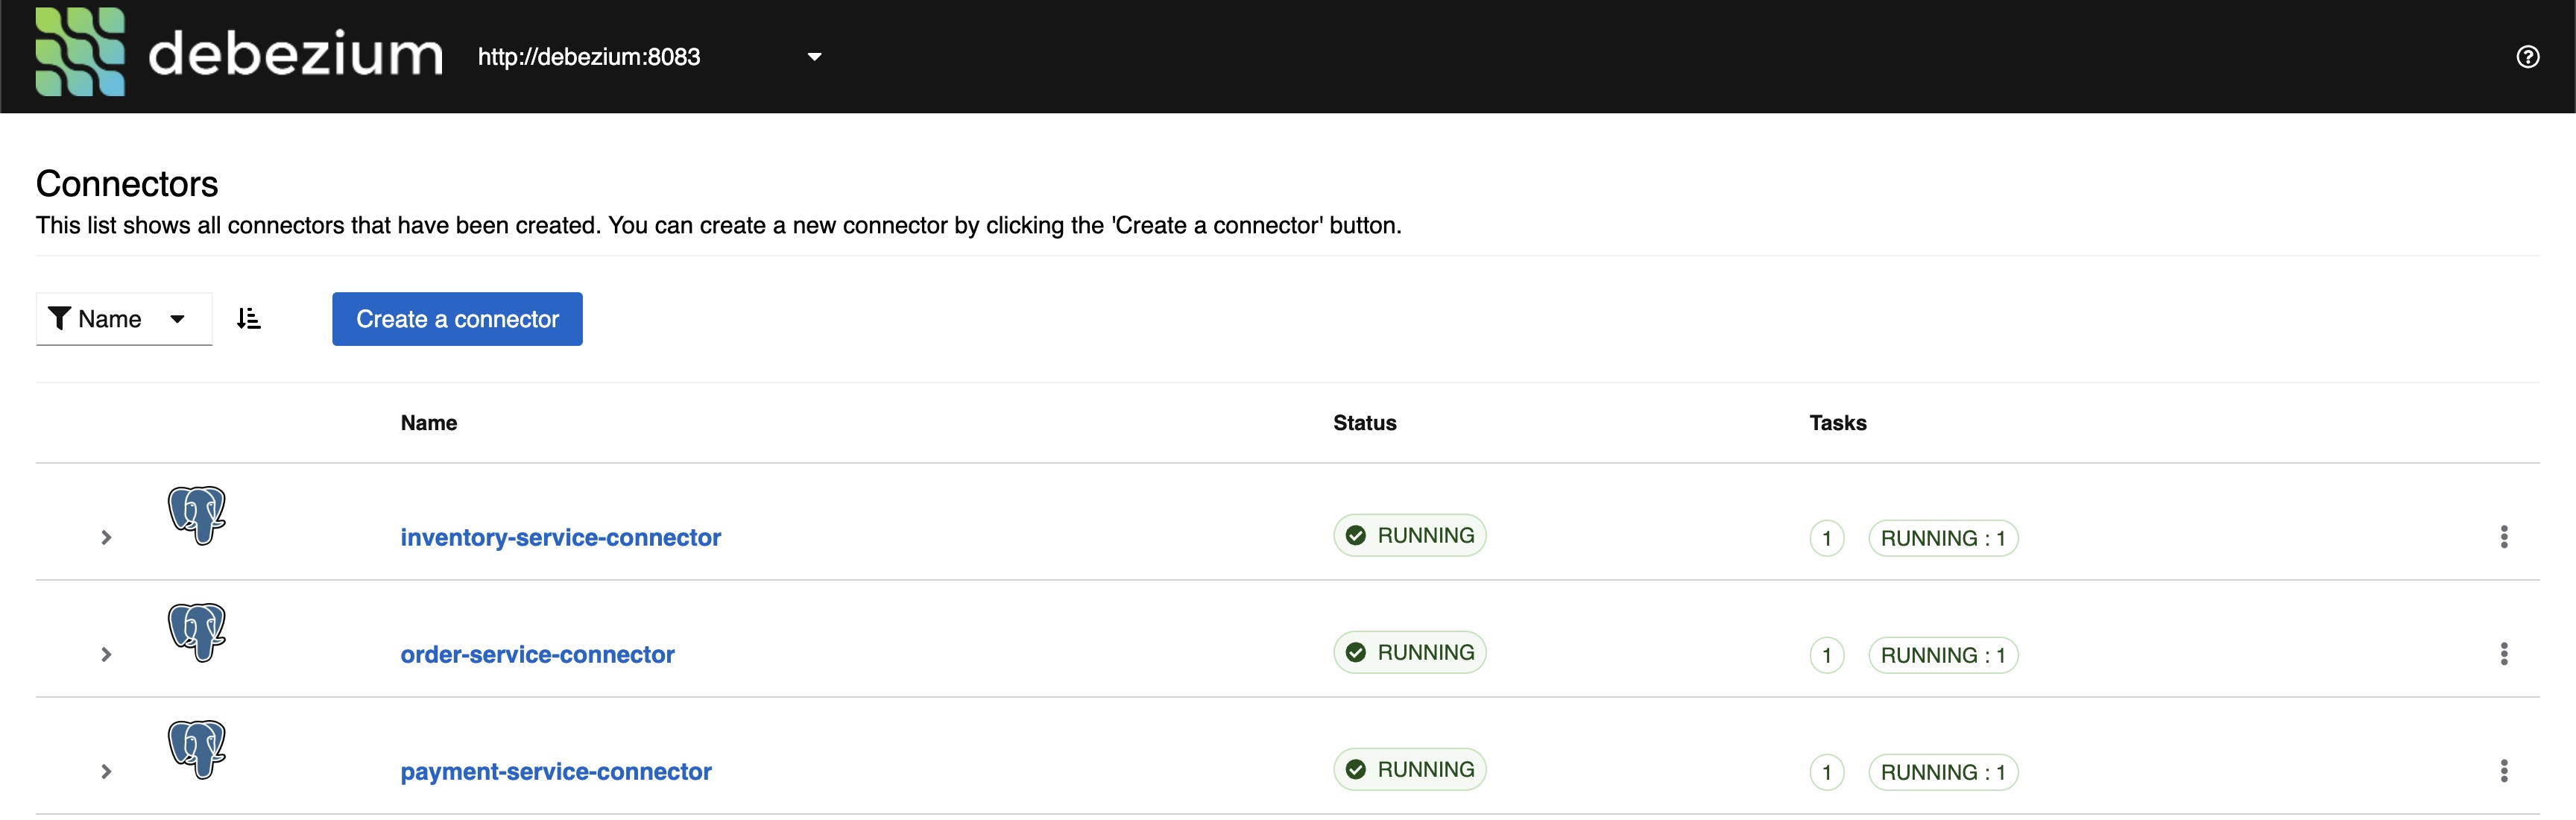 debezium http://debezium:8083
Connectors
This list shows all connectors that have been created. You can create a new connector by clicking the 'Create a connector' button.
Name Create a connector
Name Status Tasks
inventory-service-connector RUNNING 1 RUNNING : 1
order-service-connector RUNNING 1 RUNNING : 1
payment-service-connector RUNNING 1 RUNNING : 1